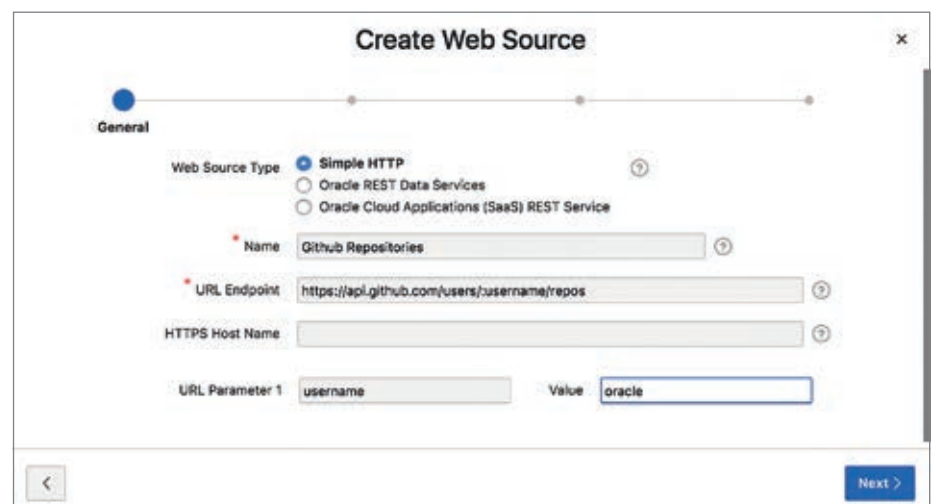 Create Web Source
General
Web Source Type Simple HTTP
Oracle REST Data Services
Oracle Cloud Applications (SaaS) REST Service
* Name Github Repositories
* URL Endpoint https://api.github.com/users/:username/repos
HTTPS Host Name
URL Parameter 1 username Value oracle
Next >